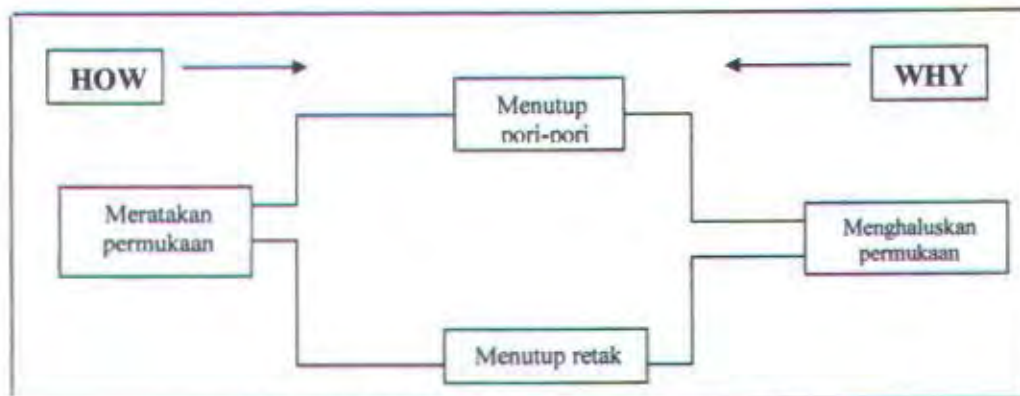 HOW
WHY
Menutup
pori-pori
Meratakan
permukaan
Menghaluskan
permukaan
Menutup retak